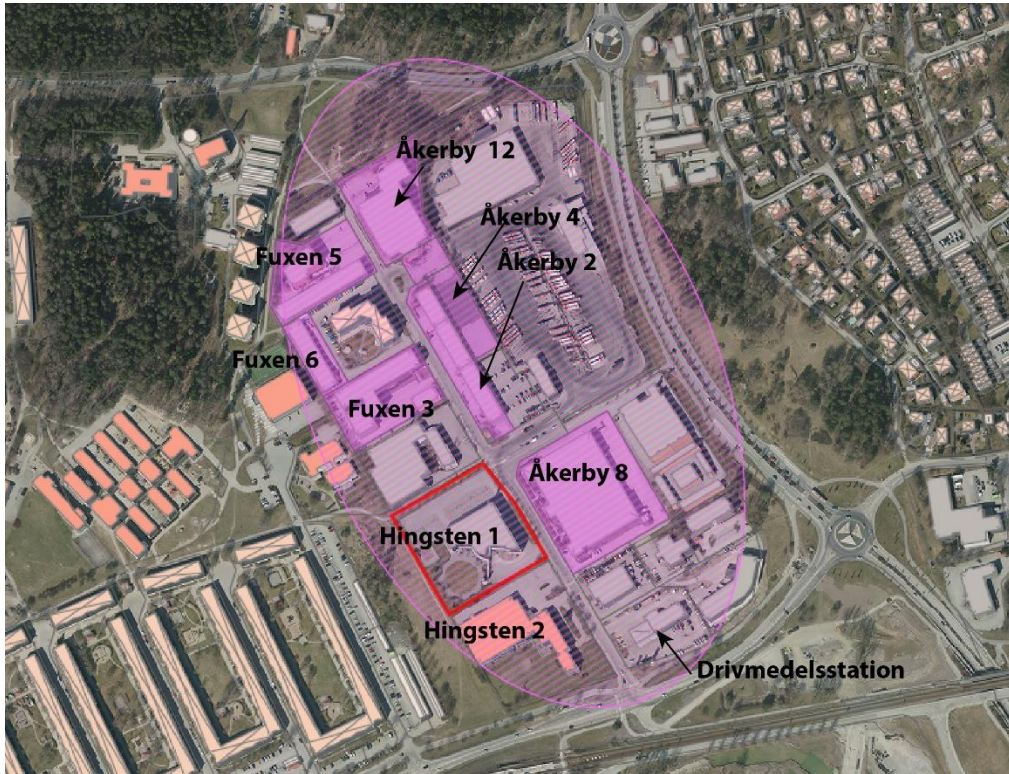 Åkerby 12
Åkerby 4
Fuxen 5
Åkerby 2
Fuxen 6
Fuxen 3
Åkerby 8
Hingsten 1
Hingsten 2
Drivmedelsstation